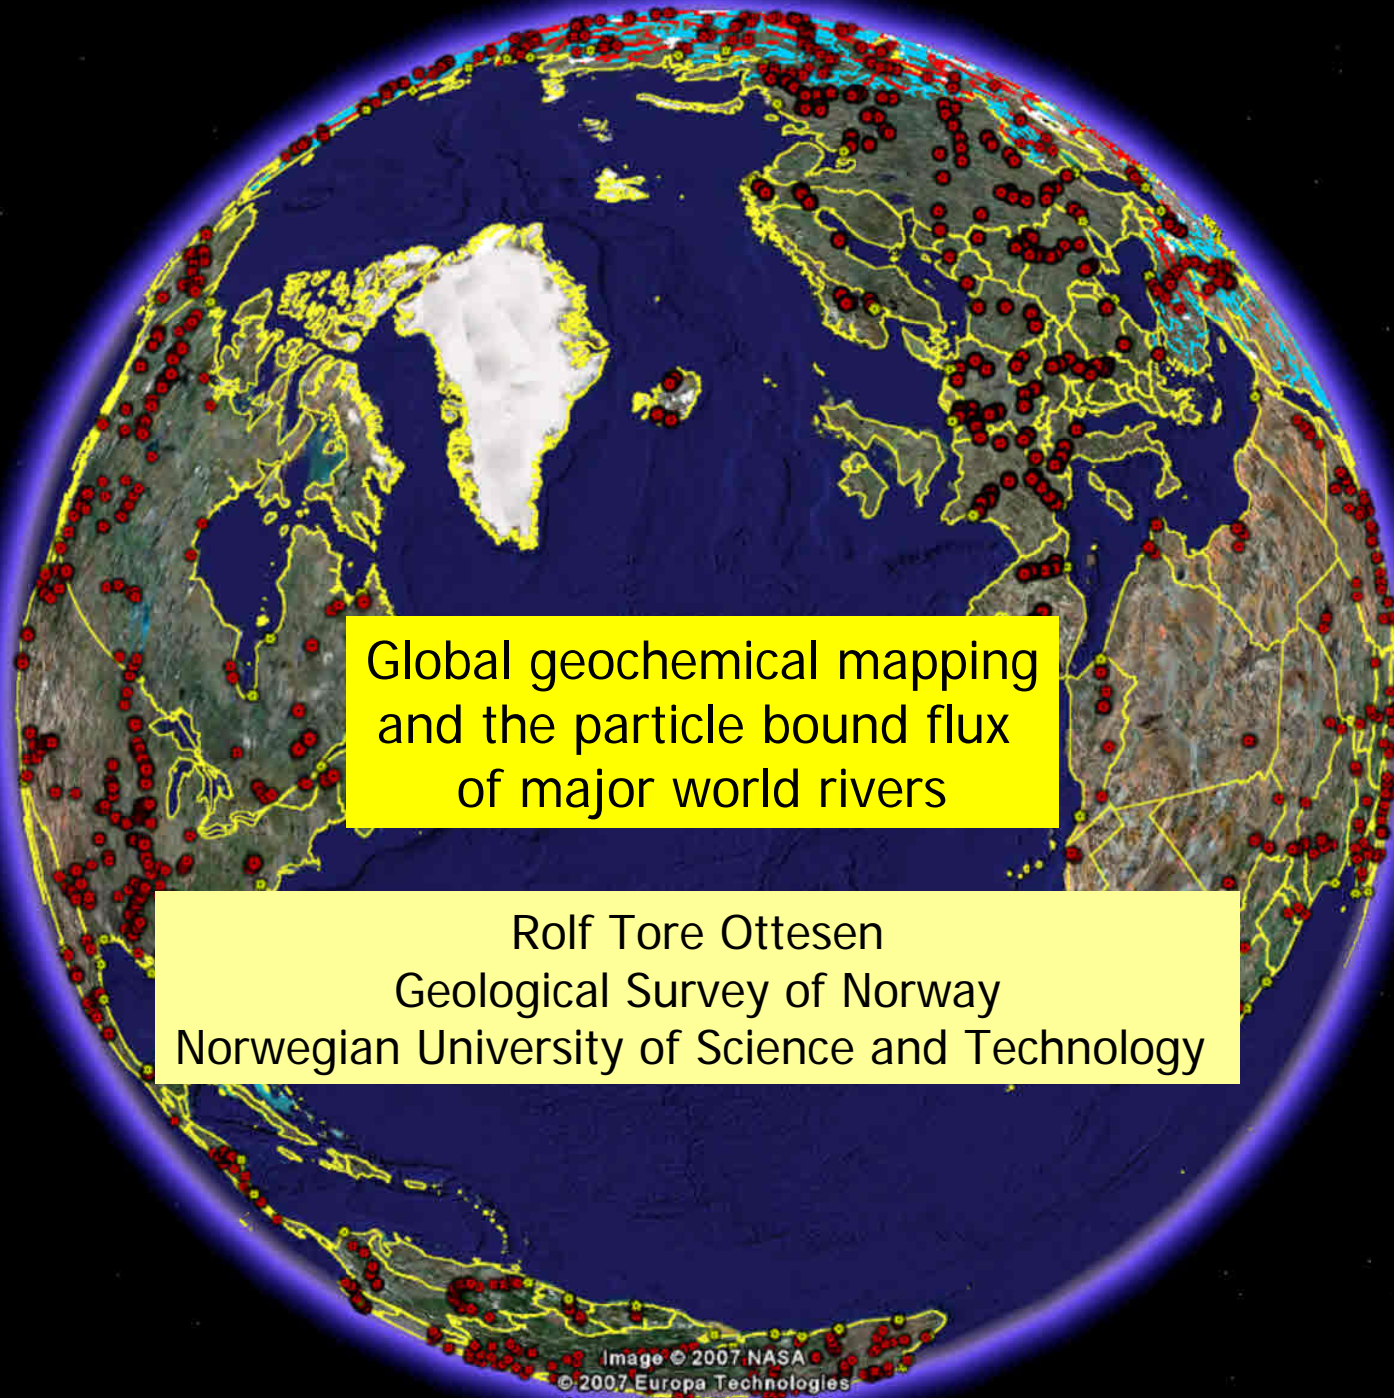 Global geochemical mapping
and the particle bound flux
of major world rivers
Rolf Tore Ottesen
Geological Survey of Norway
Norwegian University of Science and Technology
Image © 2007 NASA
© 2007 Europa Technologies